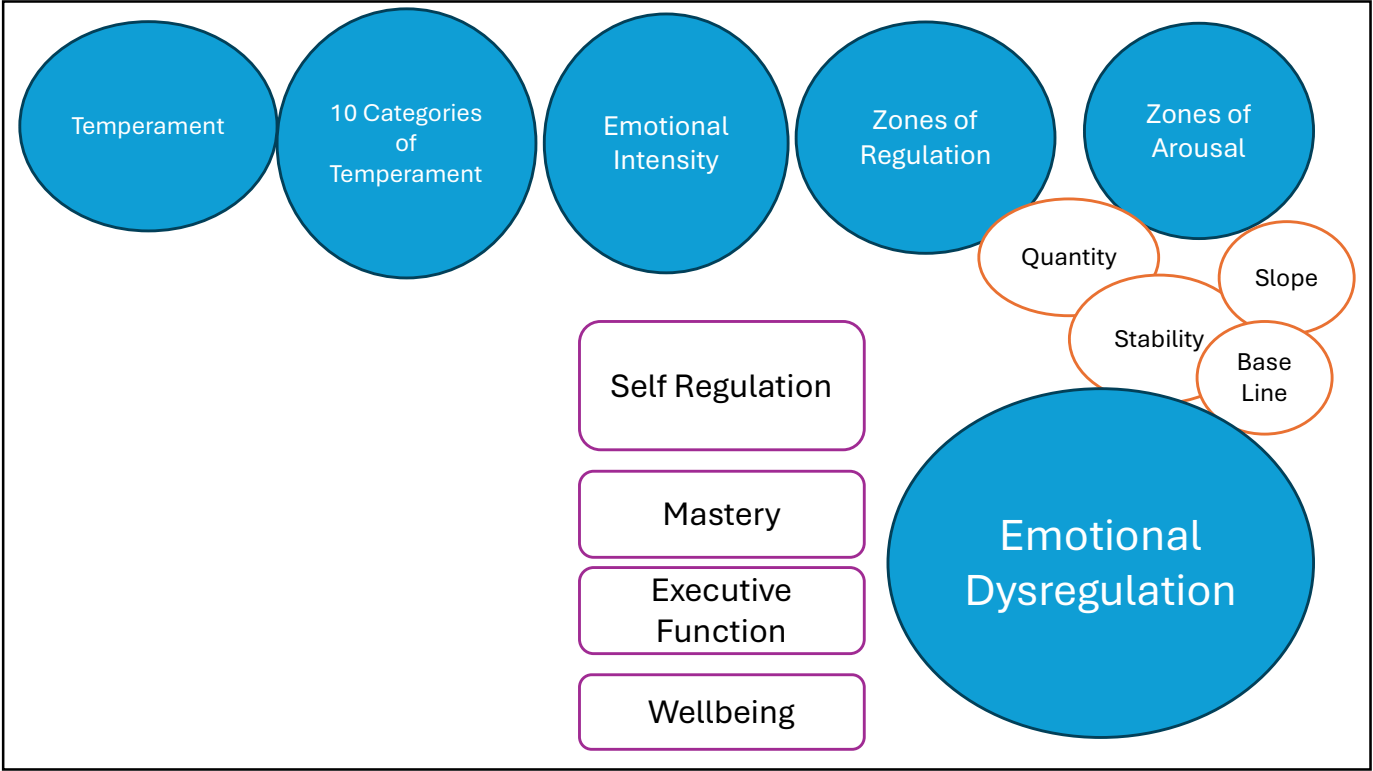 Temperament
10 Categories
of
Temperament
Emotional
Intensity
Zones of
Regulation
Zones of
Arousal
Quantity
Slope
Stability
Base
Line
Self Regulation
Mastery
Executive
Function
Wellbeing
Emotional
Dysregulation